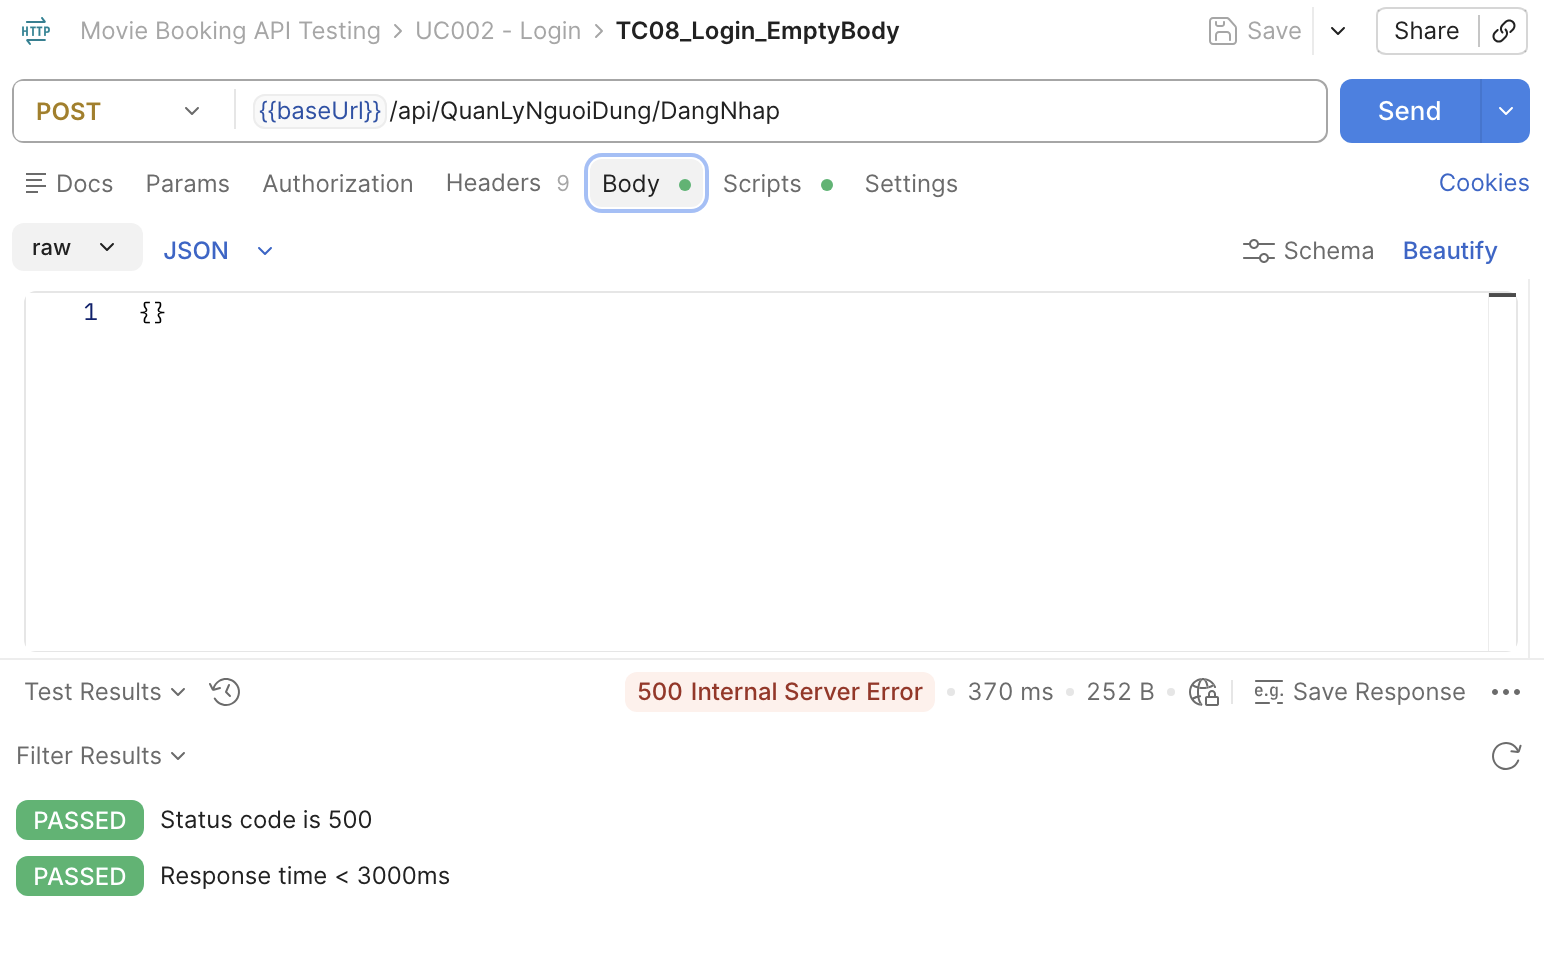 HTTP Movie Booking API Testing > UC002 - Login > TC08_Login_EmptyBody Save Share
POST {{baseUrl}}/api/QuanLyNguoiDung/DangNhap Send
Docs Params Authorization Headers 9 Body Scripts Settings Cookies
raw JSON Schema Beautify
1 {}
Test Results 500 Internal Server Error • 370 ms • 252 B • e.g. Save Response
Filter Results
PASSED Status code is 500
PASSED Response time < 3000ms